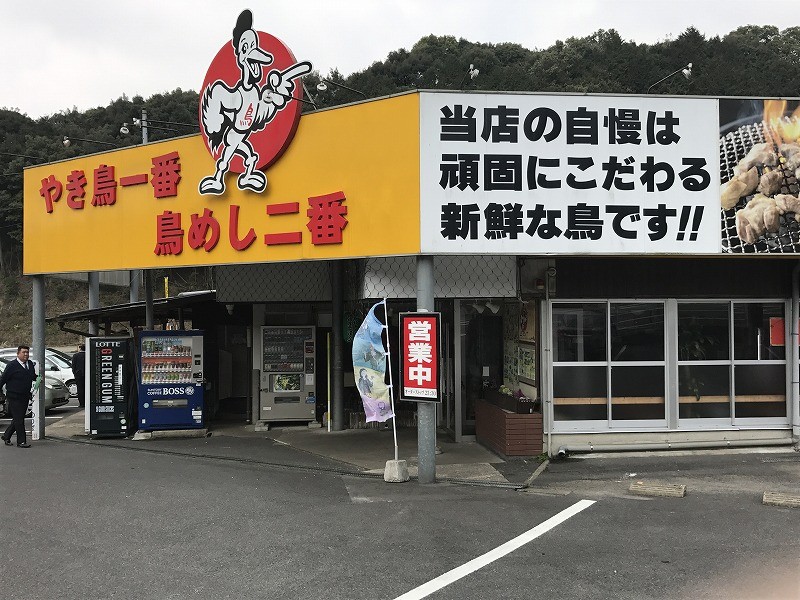 鳥
やき鳥一番
鳥めし二番
当店の自慢は
頑固にこだわる
新鮮な鳥です!!
営業中
LOTTE
GREEN GUM
BOSS